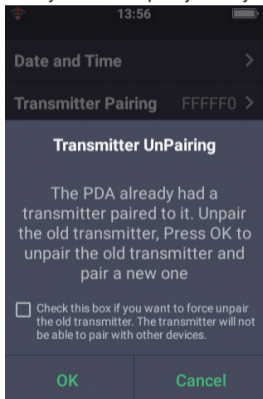 13:56
Date and Time >
Transmitter Pairing FFFFF0 >
Transmitter UnPairing
The PDA already had a
transmitter paired to it. Unpair
the old transmitter, Press OK to
unpair the old transmitter and
pair a new one
Check this box if you want to force unpair
the old transmitter. The transmitter will not
be able to pair with other devices.
OK Cancel